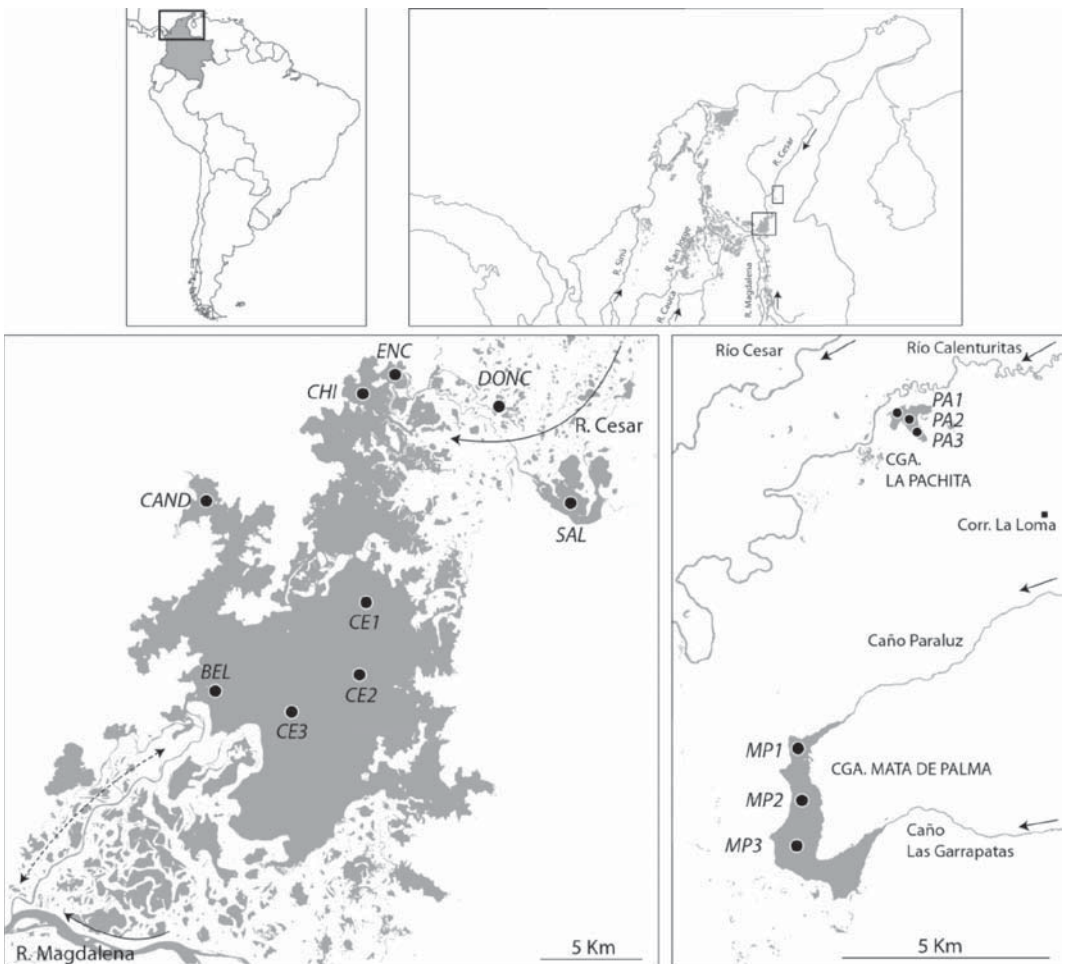 R. Cesar
R. Sinú
R. San Jorge
R. Cauca
R. Magdalena
ENC
CHI
DONC
R. Cesar
CAND
SAL
CE1
BEL
CE2
CE3
R. Magdalena
5 Km
Río Cesar
Río Calenturitas
PA1
PA2
PA3
CGA.
LA PACHITA
Corr. La Loma
Caño Paraluz
MP1
CGA. MATA DE PALMA
MP2
MP3
Caño
Las Garrapatas
5 Km